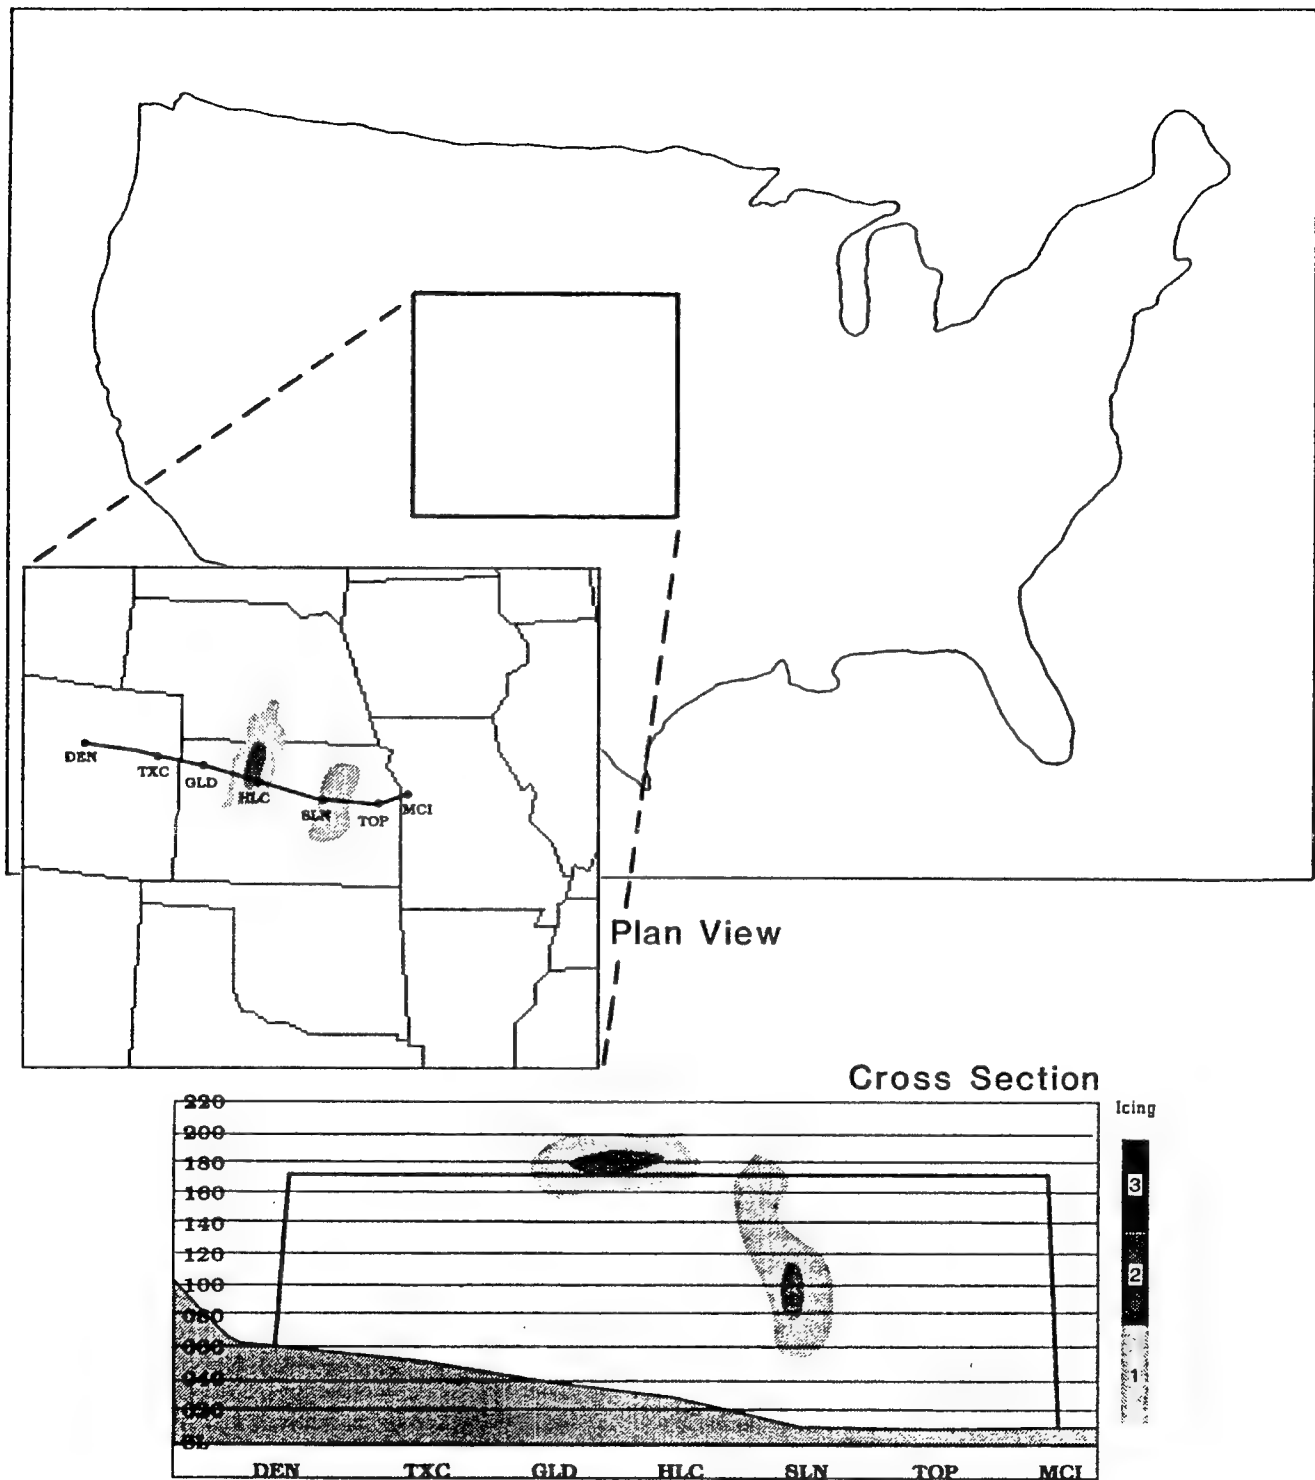 DEN
TXC
GLD
HLC
SLN
TOP
MCI
Plan View
Cross Section
Icing
220
200
180
160
140
120
100
080
060
040
020
SL
3
2
1
DEN TXC GLD HLC SLN TOP MCI